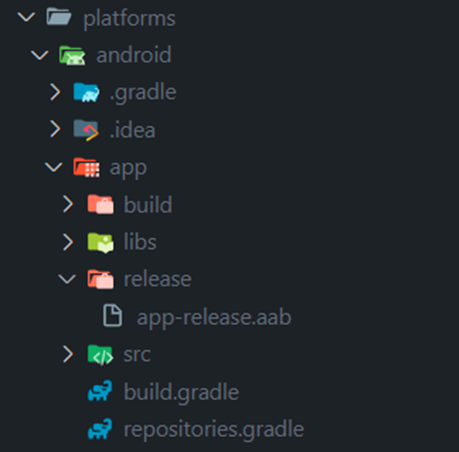 platforms
android
.gradle
.idea
app
build
libs
release
app-release.aab
src
build.gradle
repositories.gradle